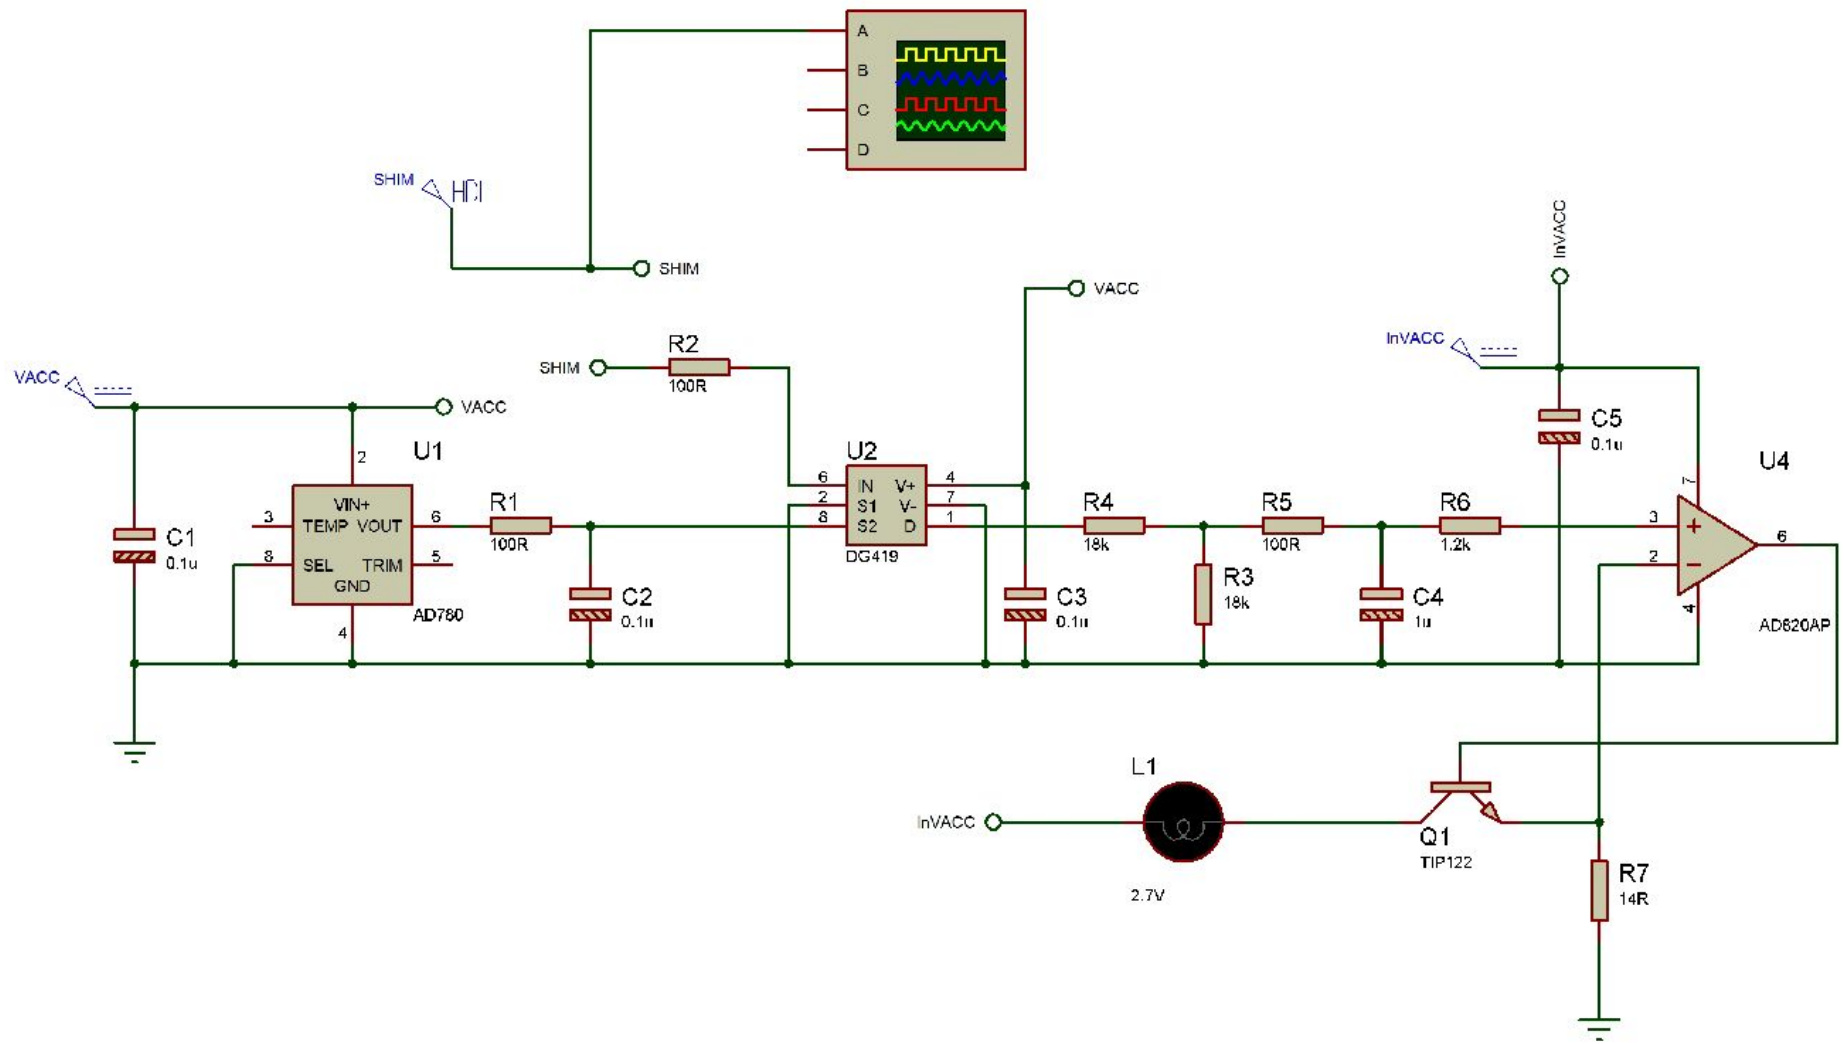 A
B
C
D
SHIM
HDI
SHIM
VACC
InVACC
InVACC
SHIM
R2
100R
VACC
VACC
U1
2
VIN+
3 TEMP VOUT 6
8 SEL TRIM 5
GND
4
AD780
C1
0.1u
R1
100R
C2
0.1u
U2
6 IN V+ 4
2 S1 V- 7
8 S2 D 1
DG419
C3
0.1u
R4
18k
R3
18k
R5
100R
C4
1u
R6
1.2k
C5
0.1u
U4
7
3 +
2 -
6
4
AD820AP
L1
InVACC
2.7V
Q1
TIP122
R7
14R